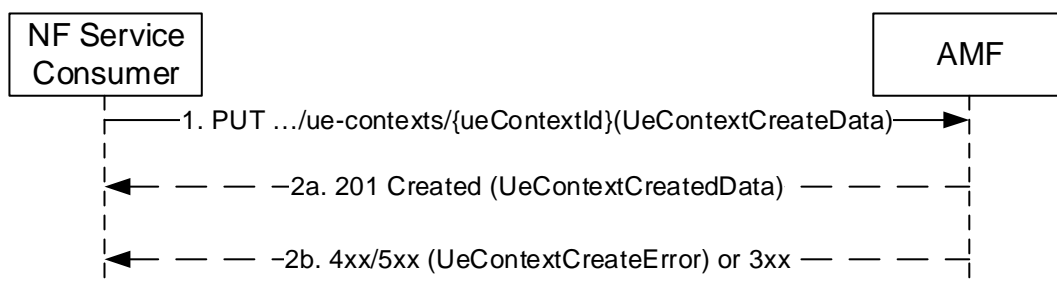 NF Service
Consumer
AMF
1. PUT …/ue-contexts/{ueContextId}(UeContextCreateData)
2a. 201 Created (UeContextCreatedData)
2b. 4xx/5xx (UeContextCreateError) or 3xx